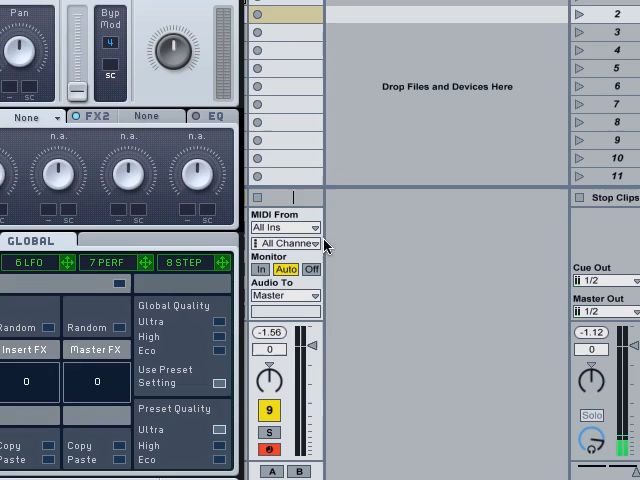 Pan
Byp
Mod
4
SC
SC
None
FX2
None
EQ
n.a.
n.a.
n.a.
SC
SC
SC
GLOBAL
6 LFO
7 PERF
8 STEP
Random
Random
Insert FX
Master FX
0
0
Copy
Paste
Copy
Paste
Global Quality
Ultra
High
Eco
Use Preset
Setting
Preset Quality
Ultra
High
Eco
MIDI From
All Ins
All Channe
Monitor
In
Auto
Off
Audio To
Master
-1.56
0
9
S
A
B
Drop Files and Devices Here
2
3
4
5
6
7
8
9
10
11
Stop Clips
Cue Out
1/2
Master Out
1/2
-1.12
0
Solo